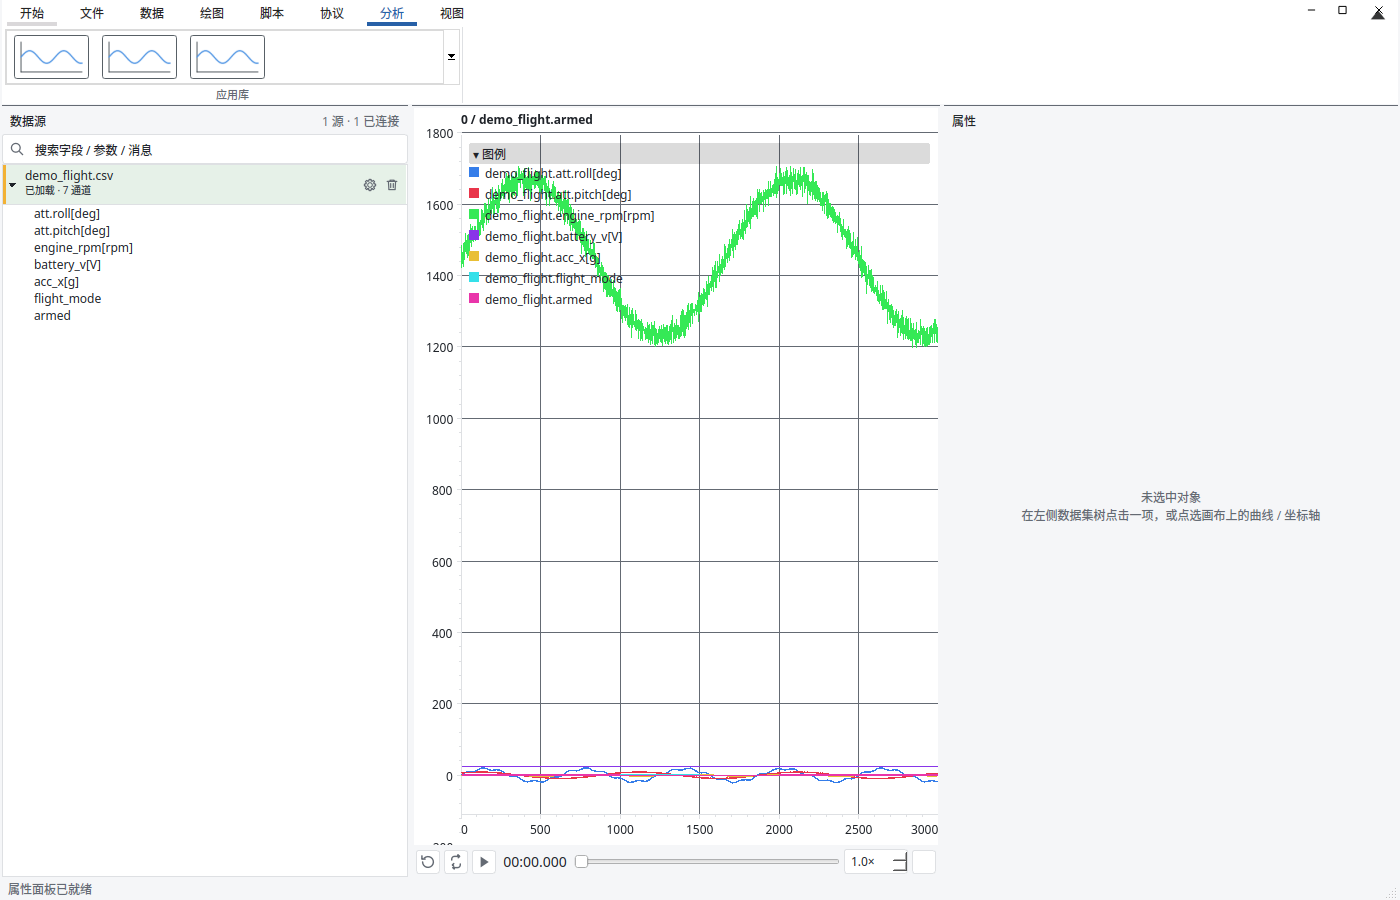 开始 文件 数据 绘图 脚本 协议 分析 视图
应用库
数据源 1 源 · 1 已连接
搜索字段 / 参数 / 消息
demo_flight.csv
已加载 · 7 通道
att.roll[deg]
att.pitch[deg]
engine_rpm[rpm]
battery_v[V]
acc_x[g]
flight_mode
armed
0 / demo_flight.armed
▾ 图例
demo_flight.att.roll[deg]
demo_flight.att.pitch[deg]
demo_flight.engine_rpm[rpm]
demo_flight.battery_v[V]
demo_flight.acc_x[g]
demo_flight.flight_mode
demo_flight.armed
1800
1600
1400
1200
1000
800
600
400
200
0
0 500 1000 1500 2000 2500 3000
00:00.000 1.0×
属性
未选中对象
在左侧数据集树点击一项，或点选画布上的曲线 / 坐标轴
属性面板已就绪